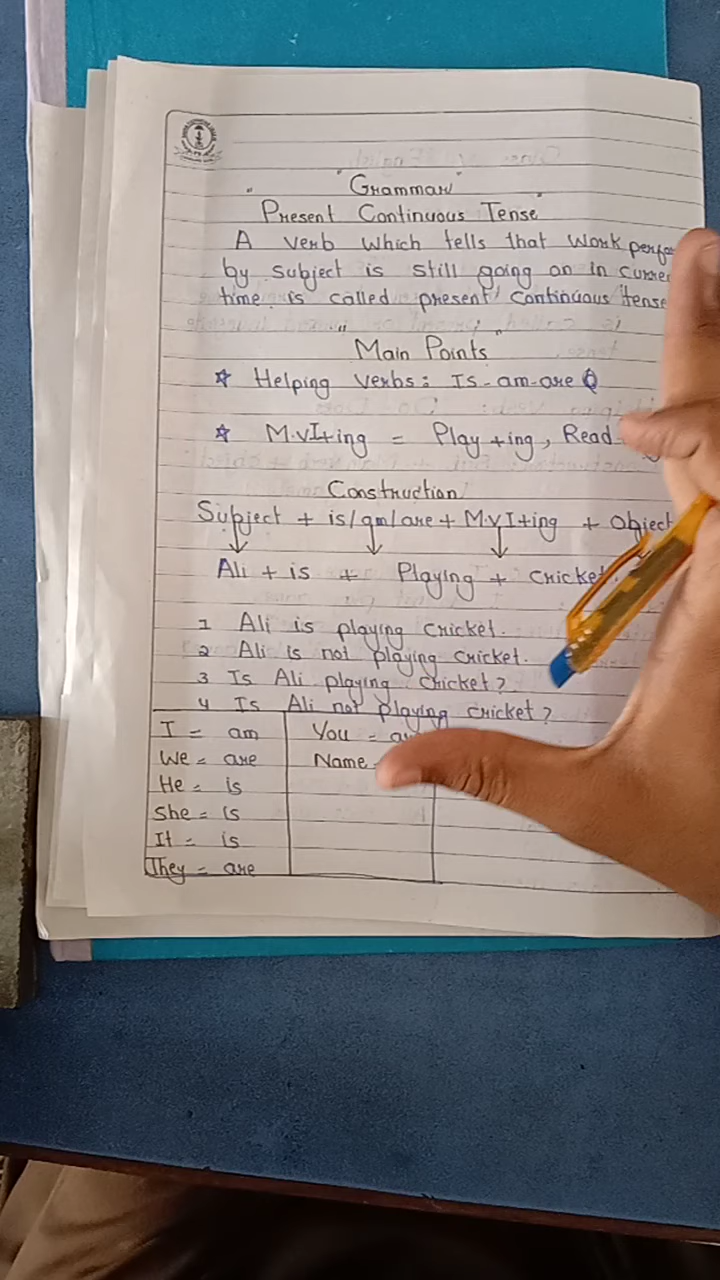 "Grammar"
"Present Continuous Tense"
A verb which tells that work
by subject is still going on in
time is called present continuous tense
"Main Points"
☆ Helping verbs: Is-am-are
☆ M.vI+ing = Play +ing, Read
Construction
Subject + is/am/are + M.vI+ing + Object
Ali + is + Playing + cricket.
1 Ali is playing cricket.
2 Ali is not playing cricket.
3 Is Ali playing cricket?
4 Is Ali not playing cricket?
I = am You =
We = are Name
He = is
She = is
It = is
They = are